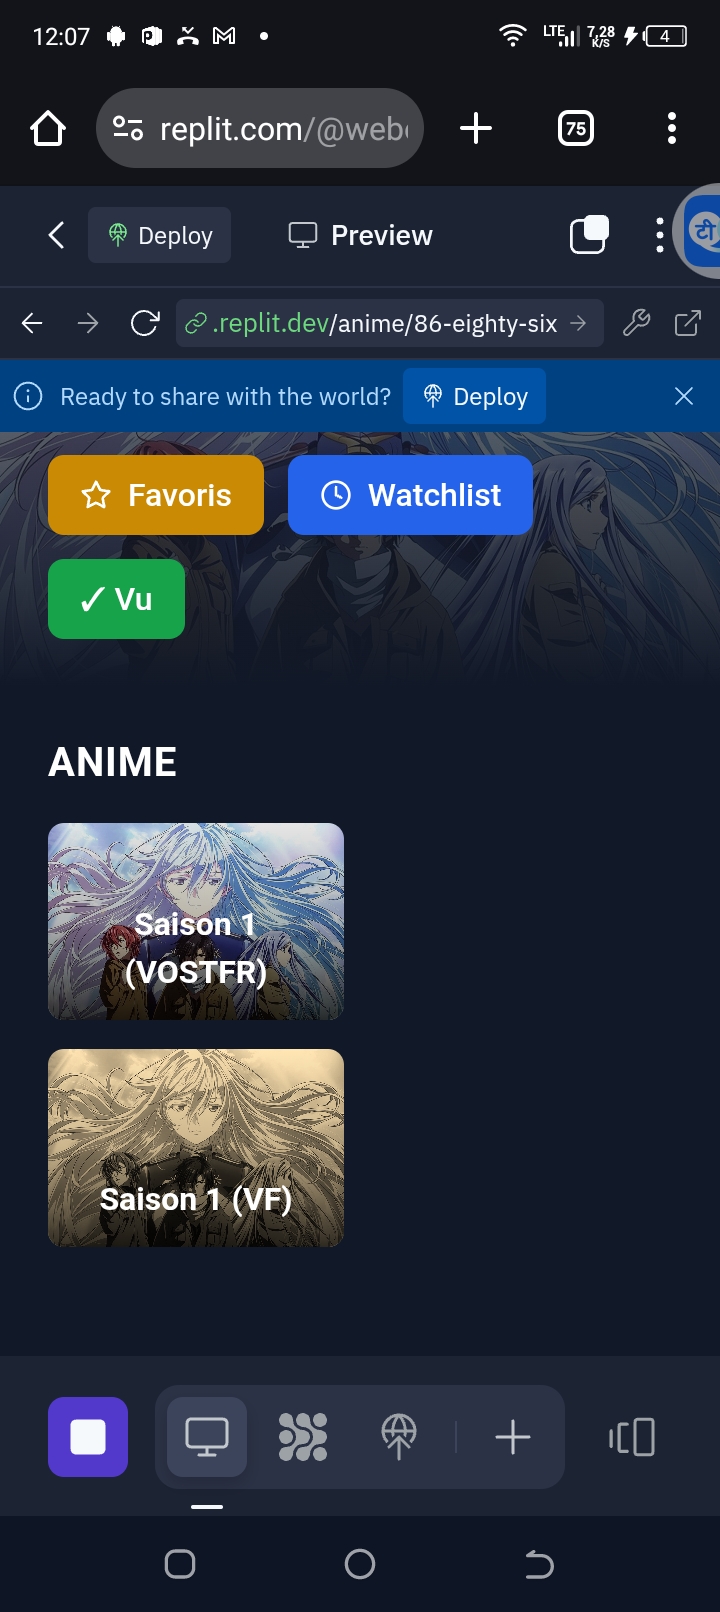 12:07
LTE 7,28 K/S 4
replit.com/@web
75
Deploy
Preview
टी
.replit.dev/anime/86-eighty-six
Ready to share with the world?
Deploy
Favoris
Watchlist
✓ Vu
ANIME
Saison 1
(VOSTFR)
Saison 1 (VF)